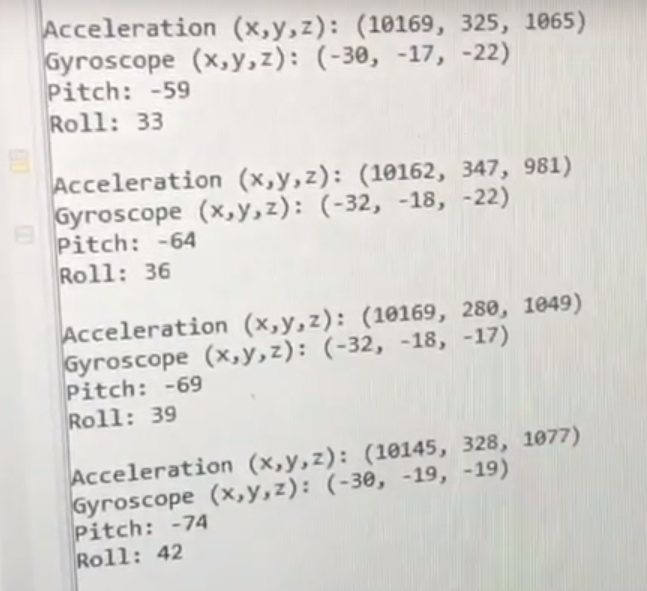 Acceleration (x,y,z): (10169, 325, 1065)
Gyroscope (x,y,z): (-30, -17, -22)
Pitch: -59
Roll: 33
Acceleration (x,y,z): (10162, 347, 981)
Gyroscope (x,y,z): (-32, -18, -22)
Pitch: -64
Roll: 36
Acceleration (x,y,z): (10169, 280, 1049)
Gyroscope (x,y,z): (-32, -18, -17)
Pitch: -69
Roll: 39
Acceleration (x,y,z): (10145, 328, 1077)
Gyroscope (x,y,z): (-30, -19, -19)
Pitch: -74
Roll: 42